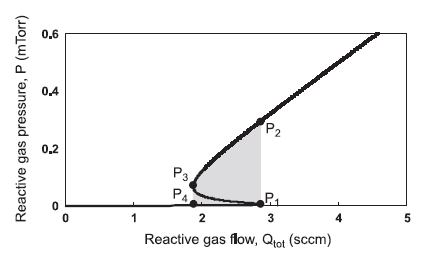 Reactive gas pressure, P (mTorr)
0.6
0.4
0.2
0
P2
P3
P4
P1
0 1 2 3 4 5
Reactive gas flow, Qtot (sccm)